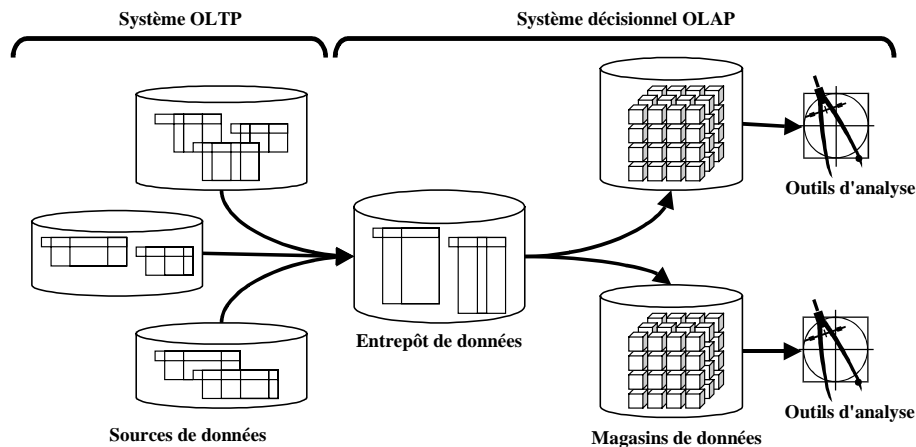 Système OLTP
Système décisionnel OLAP
Outils d'analyse
Entrepôt de données
Outils d'analyse
Sources de données
Magasins de données